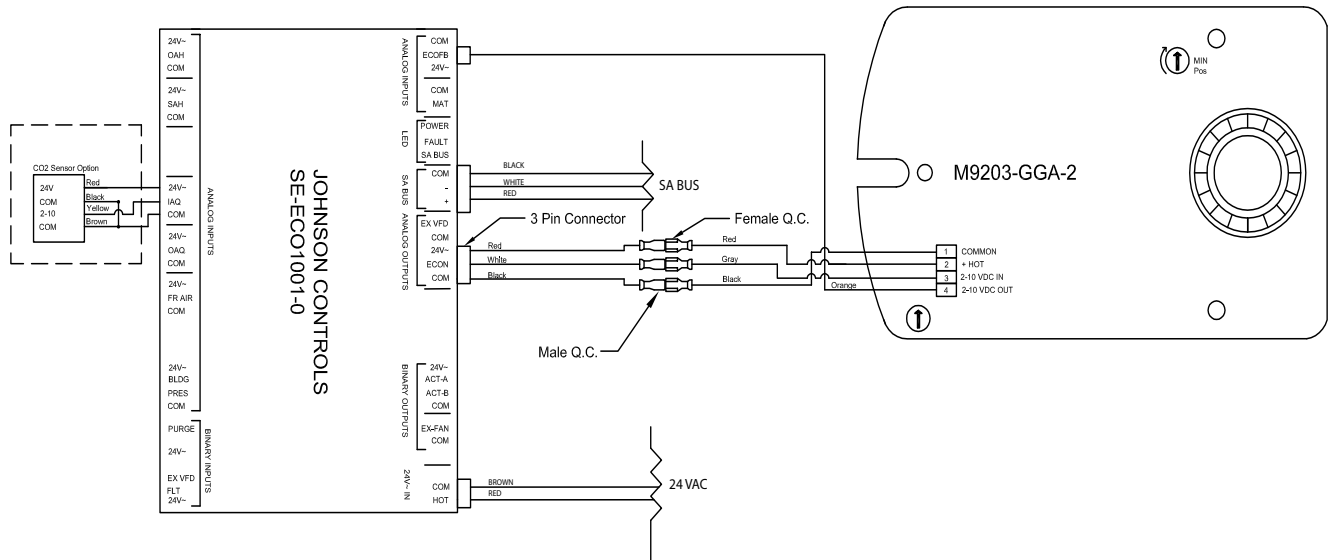 CO2 Sensor Option
24V
COM
2-10
COM
Red
Black
Yellow
Brown
24V~
OAH
COM
24V~
SAH
COM
24V~
IAQ
COM
24V~
OAQ
COM
24V~
FR AIR
COM
24V~
BLDG
PRES
COM
ANALOG INPUTS
PURGE
24V~
EX VFD
FLT
24V~
BINARY INPUTS
JOHNSON CONTROLS
SE-ECO1001-0
ANALOG INPUTS
COM
ECOFB
24V~
COM
MAT
LED
POWER
FAULT
SA BUS
SA BUS
COM
-
+
ANALOG OUTPUTS
EX VFD
COM
24V~
ECON
COM
BINARY OUTPUTS
24V~
ACT-A
ACT-B
COM
EX-FAN
COM
24V~ IN
COM
HOT
BLACK
WHITE
RED
SA BUS
3 Pin Connector
Female Q.C.
Red
White
Black
Red
Gray
Black
Orange
Male Q.C.
BROWN
RED
24 VAC
MIN
Pos
M9203-GGA-2
1 COMMON
2 + HOT
3 2-10 VDC IN
4 2-10 VDC OUT